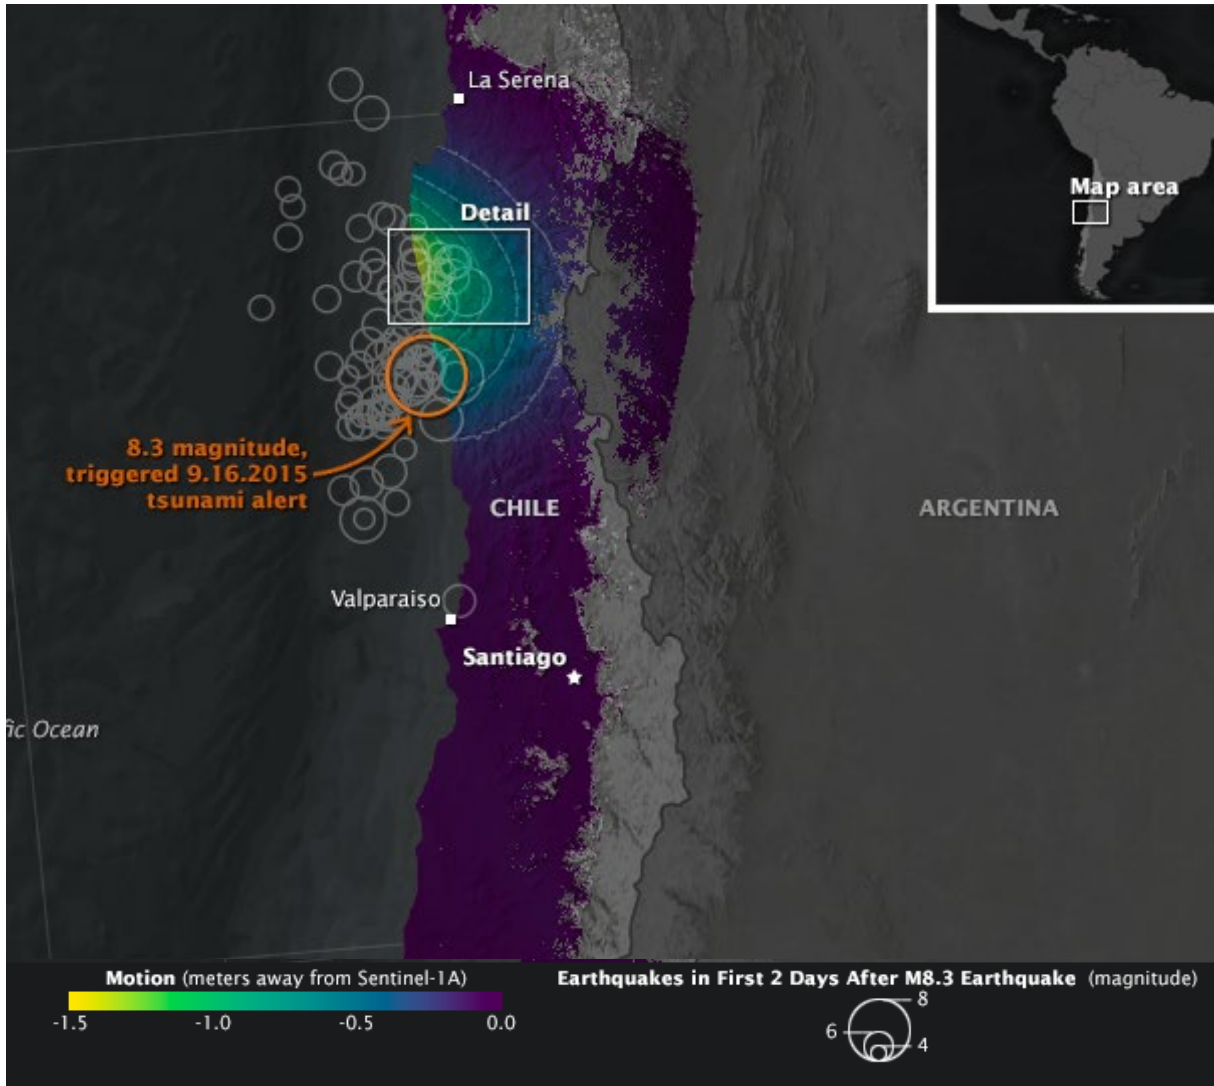 La Serena
Map area
Detail
8.3 magnitude,
triggered 9.16.2015
tsunami alert
CHILE
ARGENTINA
Valparaiso
Santiago
fic Ocean
Motion (meters away from Sentinel-1A)
-1.5 -1.0 -0.5 0.0
Earthquakes in First 2 Days After M8.3 Earthquake (magnitude)
8
6
4